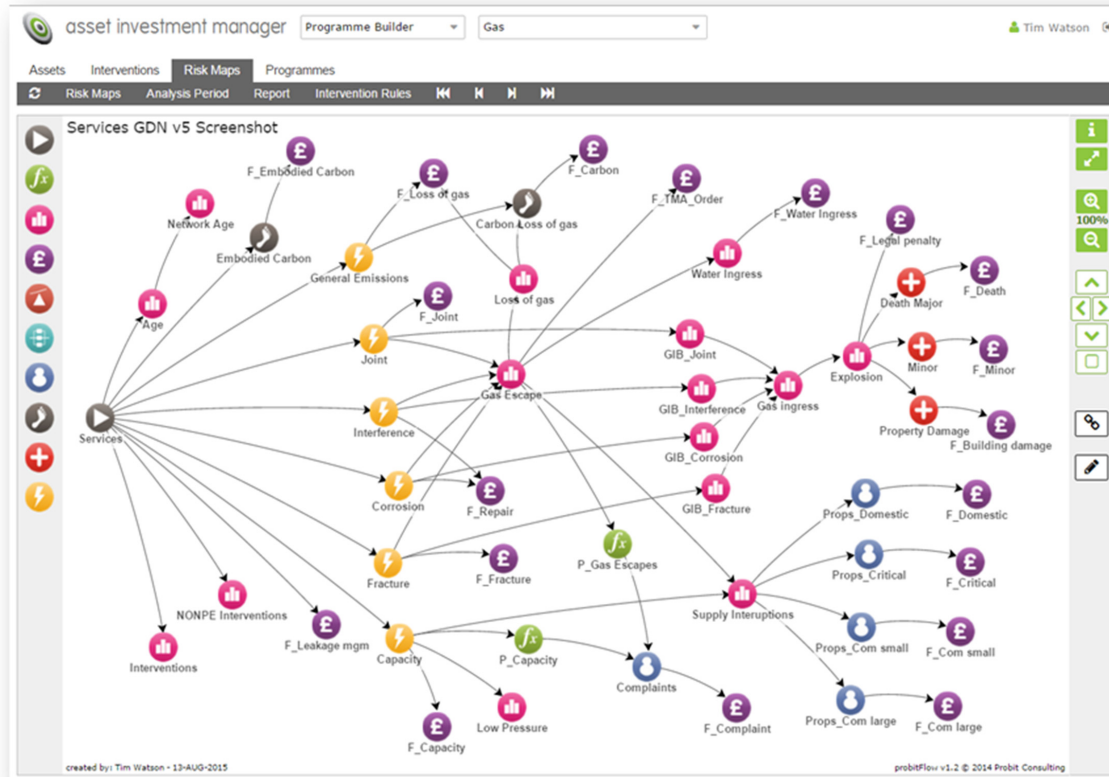 asset investment manager Programme Builder Gas Tim Watson
Assets Interventions Risk Maps Programmes
Risk Maps Analysis Period Report Intervention Rules
Services GDN v5 Screenshot
F_Embodied Carbon
F_Loss of gas
F_Carbon
F_TMA_Order
F_Water Ingress
Network Age
Carbon Loss of gas
F_Legal penalty
100%
Embodied Carbon
General Emissions
Water Ingress
Death Major
F_Death
Loss of gas
F_Joint
Age
Joint
GIB_Joint
Minor
F_Minor
Explosion
Gas Escape
GIB_Interference
Gas ingress
Services
Interference
Property Damage
F_Building damage
GIB_Corrosion
Corrosion
F_Repair
GIB_Fracture
Props_Domestic
F_Domestic
P_Gas Escapes
Fracture
F_Fracture
Props_Critical
F_Critical
NONPE Interventions
Supply Interuptions
F_Leakage mgm
Props_Com small
F_Com small
Interventions
Capacity
P_Capacity
Complaints
Low Pressure
F_Complaint
Props_Com large
F_Com large
F_Capacity
created by: Tim Watson - 13-AUG-2015
probitFlow v1.2 © 2014 Probit Consulting